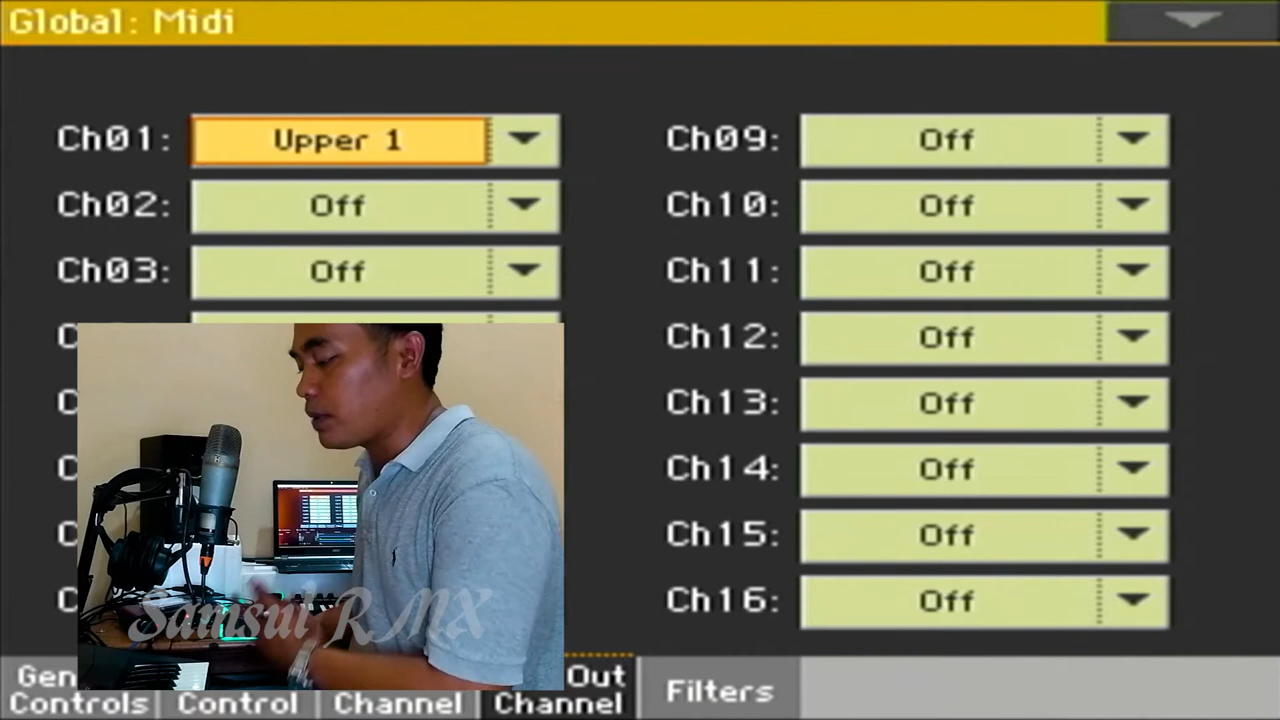 Global: Midi
Ch01: Upper 1
Ch09: Off
Ch02: Off
Ch10: Off
Ch03: Off
Ch11: Off
Ch12: Off
Ch13: Off
Ch14: Off
Ch15: Off
Ch16: Off
Samsul RMX
Controls
Control
Channel
Out Channel
Filters